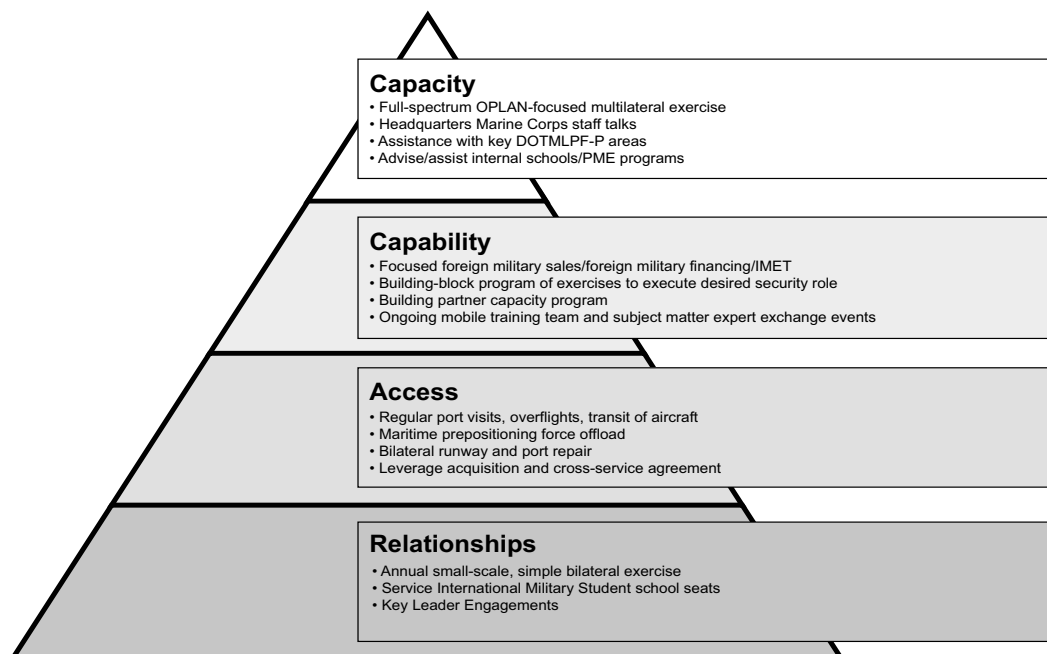 Capacity
• Full-spectrum OPLAN-focused multilateral exercise
• Headquarters Marine Corps staff talks
• Assistance with key DOTMLPF-P areas
• Advise/assist internal schools/PME programs
Capability
• Focused foreign military sales/foreign military financing/IMET
• Building-block program of exercises to execute desired security role
• Building partner capacity program
• Ongoing mobile training team and subject matter expert exchange events
Access
• Regular port visits, overflights, transit of aircraft
• Maritime prepositioning force offload
• Bilateral runway and port repair
• Leverage acquisition and cross-service agreement
Relationships
• Annual small-scale, simple bilateral exercise
• Service International Military Student school seats
• Key Leader Engagements